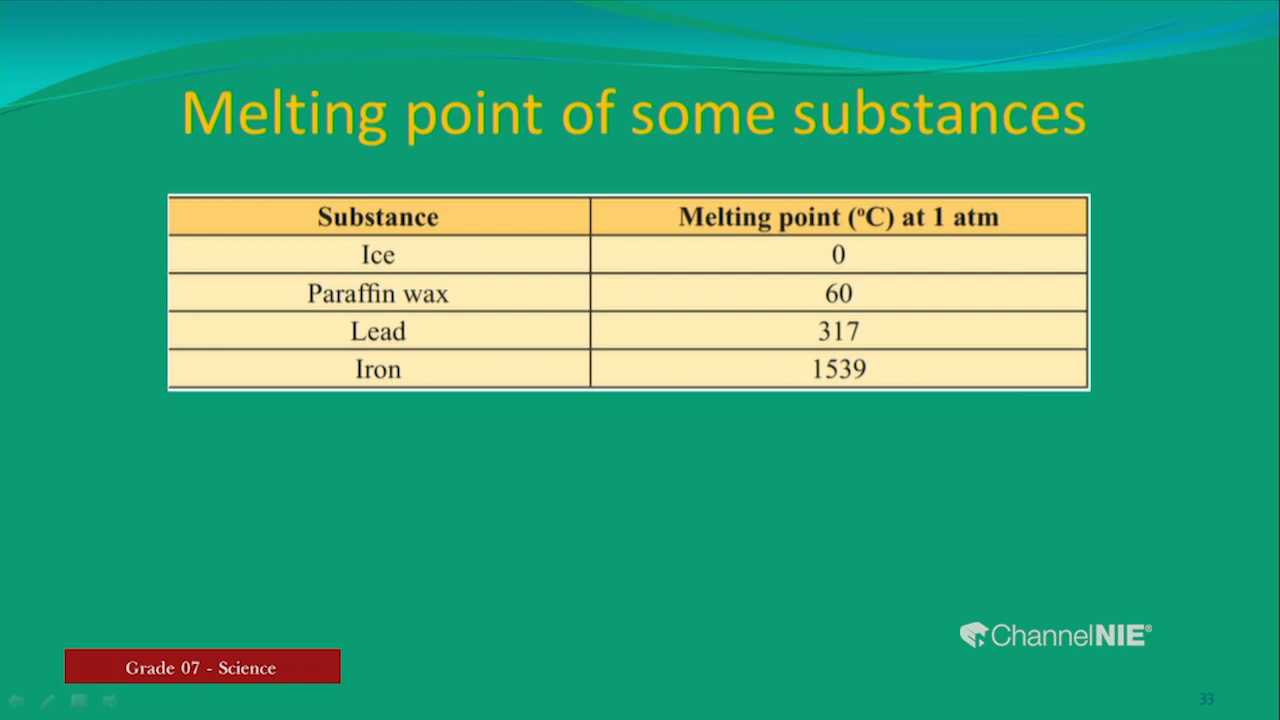 Melting point of some substances
Substance Melting point (°C) at 1 atm
Ice 0
Paraffin wax 60
Lead 317
Iron 1539
ChannelNIE®
Grade 07 - Science
33